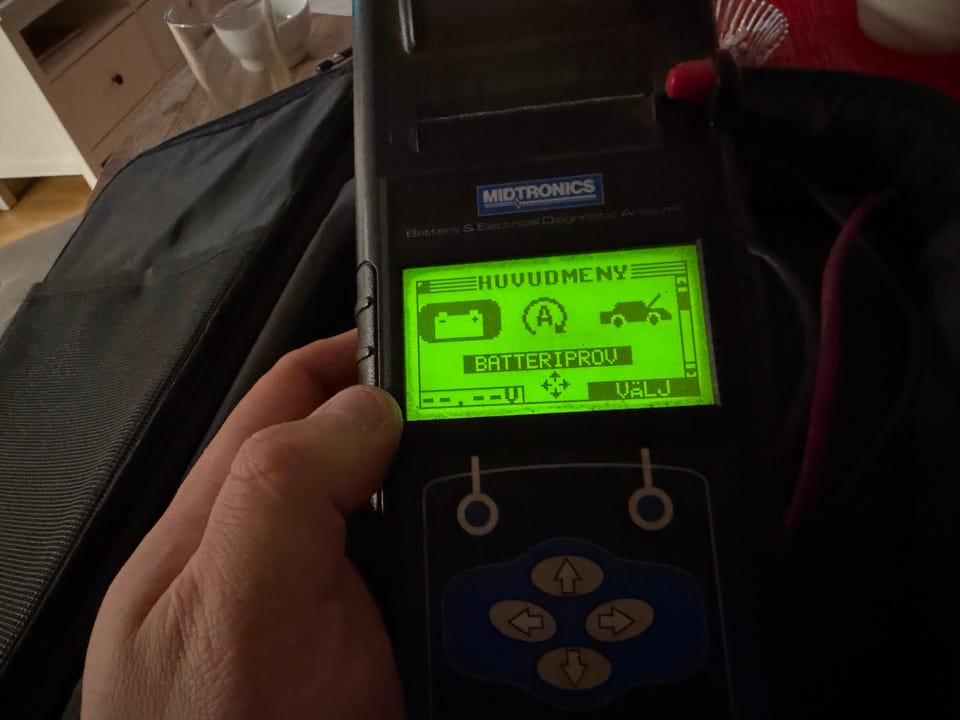 MIDTRONICS
Battery & Electrical Diagnostic Analyzer
HUVUDMENY
A
BATTERIPROV
--.--V
VÄLJ